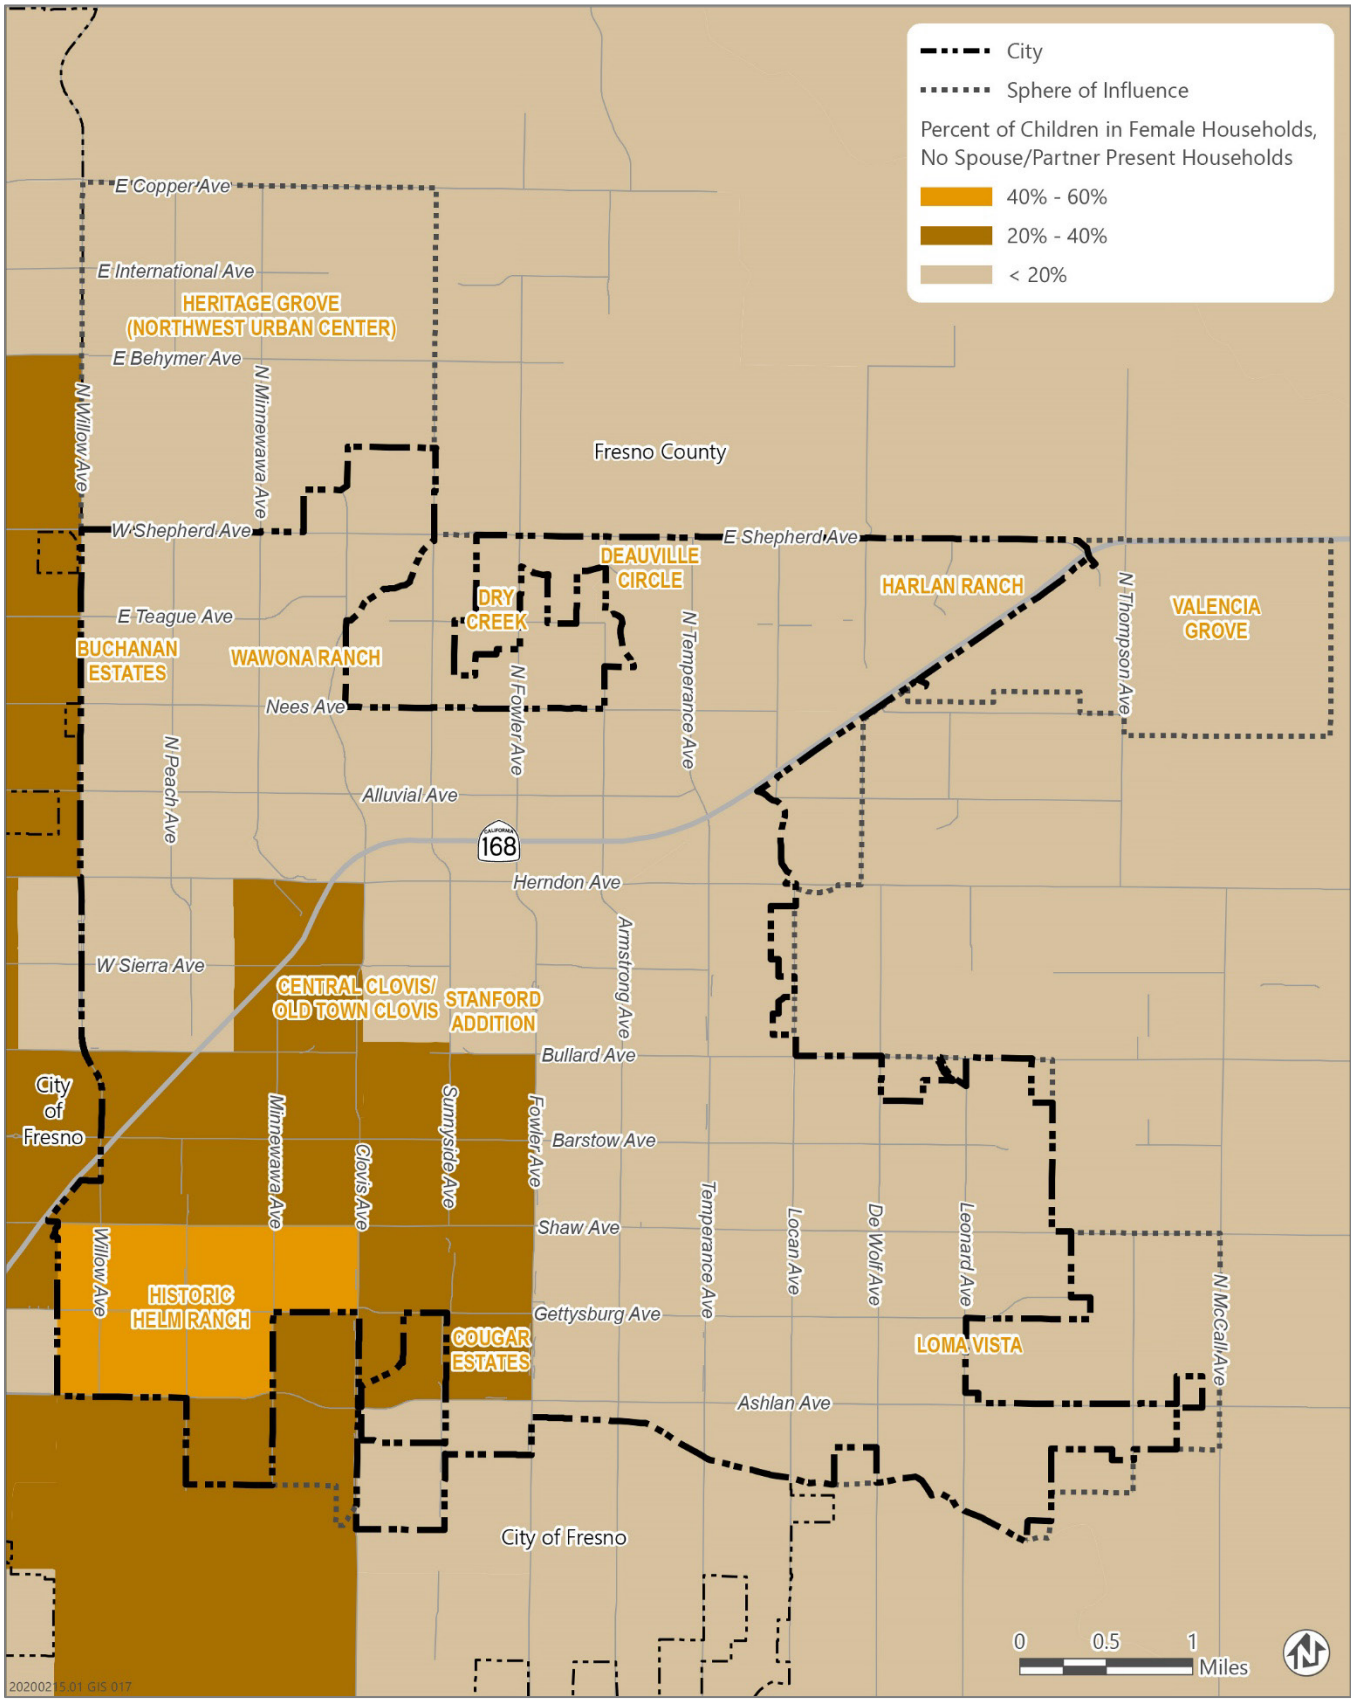 City
Sphere of Influence
Percent of Children in Female Households,
No Spouse/Partner Present Households
40% - 60%
20% - 40%
< 20%
E Copper Ave
E International Ave
HERITAGE GROVE
(NORTHWEST URBAN CENTER)
E Behymer Ave
N Willow Ave
N Minnewawa Ave
Fresno County
W Shepherd Ave
E Shepherd Ave
DEAUVILLE
CIRCLE
HARLAN RANCH
N Thompson Ave
VALENCIA
GROVE
DRY
CREEK
E Teague Ave
BUCHANAN
ESTATES
WAWONA RANCH
N Temperance Ave
N Fowler Ave
Nees Ave
N Peach Ave
Alluvial Ave
CALIFORNIA
168
Herndon Ave
Armstrong Ave
W Sierra Ave
CENTRAL CLOVIS/
OLD TOWN CLOVIS
STANFORD
ADDITION
Bullard Ave
City
of
Fresno
Minnewawa Ave
Clovis Ave
Sunnyside Ave
Fowler Ave
Barstow Ave
Temperance Ave
Locan Ave
De Wolf Ave
Leonard Ave
Shaw Ave
Willow Ave
HISTORIC
HELM RANCH
Gettysburg Ave
COUGAR
ESTATES
LOMA VISTA
N McCall Ave
Ashlan Ave
City of Fresno
0 0.5 1
Miles
N
20200215.01 GIS 017